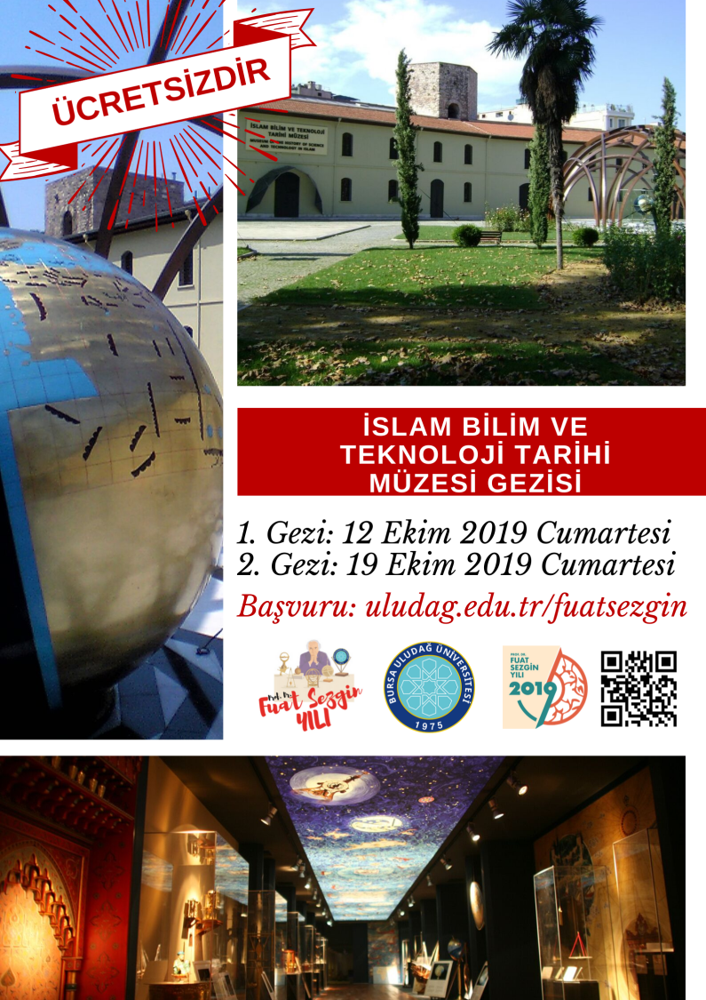 ÜCRETSİZDİR
İSLAM BİLİM VE TEKNOLOJİ
TARİHİ MÜZESİ
MUSEUM OF THE HISTORY OF SCIENCE
AND TECHNOLOGY IN ISLAM
İSLAM BİLİM VE
TEKNOLOJİ TARİHİ
MÜZESİ GEZİSİ
1. Gezi: 12 Ekim 2019 Cumartesi
2. Gezi: 19 Ekim 2019 Cumartesi
Başvuru: uludag.edu.tr/fuatsezgin
Prof. Dr.
Fuat Sezgin
YILI
BURSA ULUDAĞ ÜNİVERSİTESİ
1975
PROF. DR.
FUAT
SEZGİN
YILI
2019